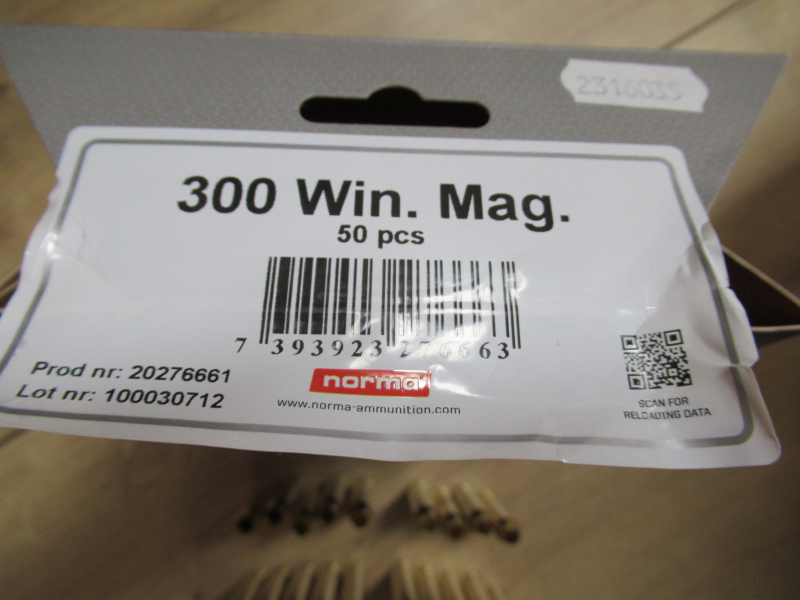 2316035
300 Win. Mag.
50 pcs
7 393923 276663
Prod nr: 20276661
Lot nr: 100030712
norma
www.norma-ammunition.com
SCAN FOR
RELOADING DATA